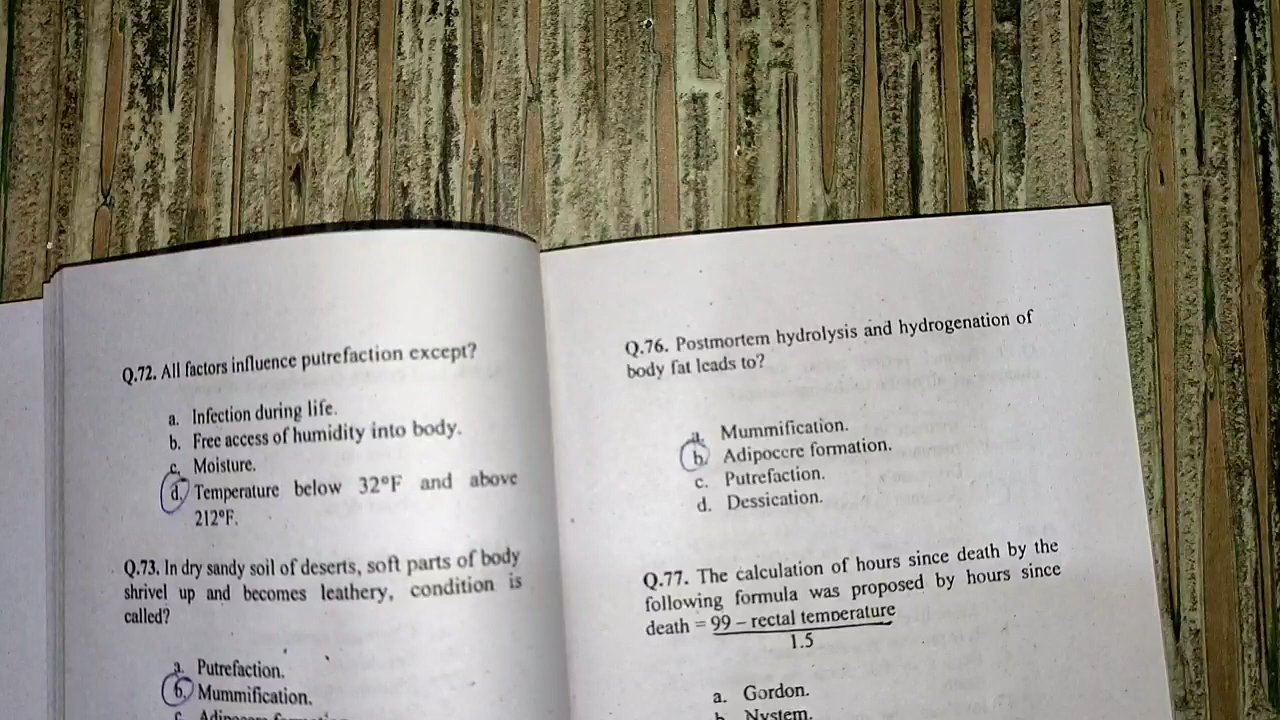 Q.72. All factors influence putrefaction except?
a. Infection during life.
b. Free access of humidity into body.
c. Moisture.
d. Temperature below 32°F and above
212°F.
Q.73. In dry sandy soil of deserts, soft parts of body
shrivel up and becomes leathery, condition is
called?
a. Putrefaction.
b. Mummification.
c.
Q.76. Postmortem hydrolysis and hydrogenation of
body fat leads to?
a. Mummification.
b. Adipocere formation.
c. Putrefaction.
d. Dessication.
Q.77. The calculation of hours since death by the
following formula was proposed by hours since
death = 99 – rectal temperature
1.5
a. Gordon.
b. Nystem.